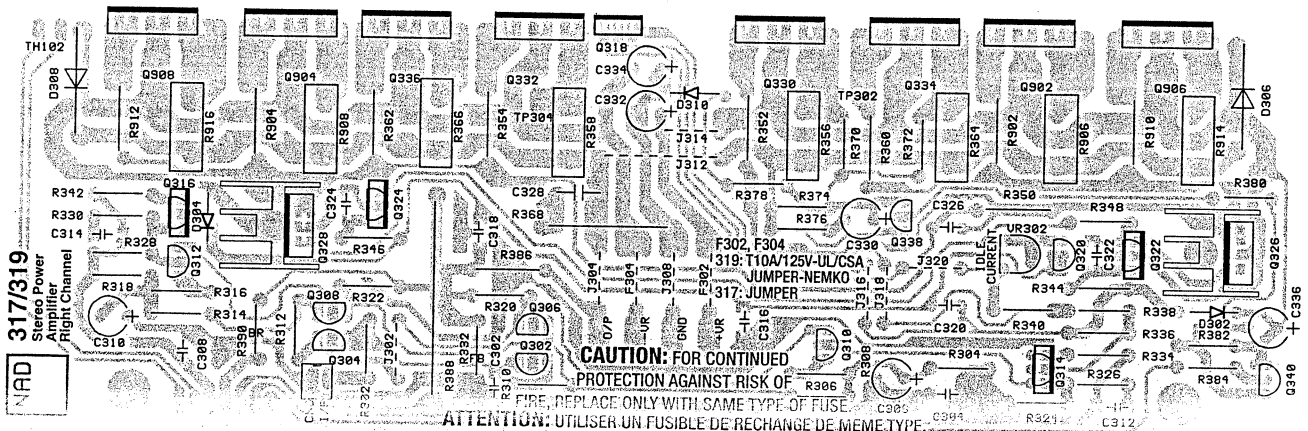 TH102
D308
Q908
Q904
Q336
Q332
Q318
C334
C332
D310
Q330
TP302
Q334
Q902
Q906
D306
R912
R916
R904
R908
R362
R366
R354
TP304
R358
J314
J312
R352
R356
R370
R360
R372
R364
R902
R906
R910
R914
R342
Q316
D304
C324
Q324
C328
R378
R374
R350
R380
R330
C314
R328
Q312
Q328
R346
C318
R368
R386
R376
C330
Q338
C326
R348
VR302
IDLE
CURRENT
Q320
C322
Q322
Q326
F302, F304
319: T10A/125V-UL/CSA
JUMPER-NEMKO
317: JUMPER
J320
J316
J318
R344
317/319
Stereo Power
Amplifier
Right Channel
NAD
R318
R316
R314
C310
C308
R390
R312
Q308
Q304
R322
J302
R302
R388
R392
R320
C302
R310
Q306
Q302
J304
F304
J308
F302
O/P
-VR
GND
+VR
C316
Q310
R308
R306
C320
R340
R304
C304
Q314
R326
C312
R338
D302
R382
R336
R334
R384
C336
Q340
CAUTION: FOR CONTINUED
PROTECTION AGAINST RISK OF
FIRE, REPLACE ONLY WITH SAME TYPE OF FUSE.
ATTENTION: UTILISER UN FUSIBLE DE RECHANGE DE MEME TYPE